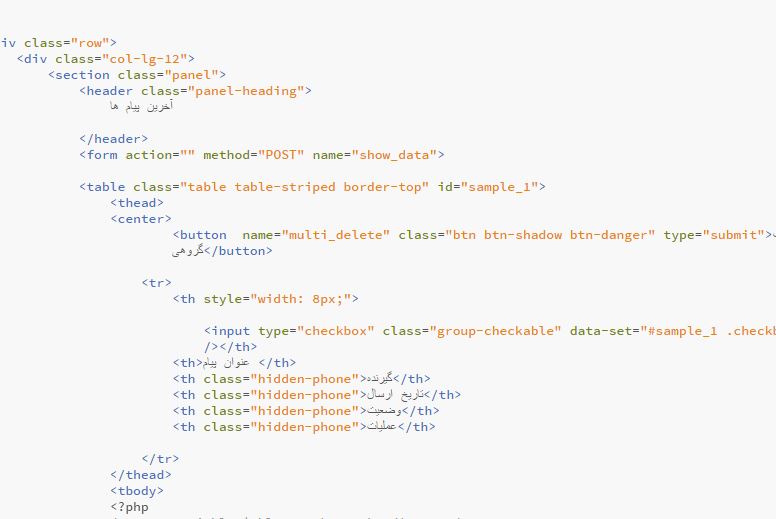 iv class="row">
<div class="col-lg-12">
<section class="panel">
<header class="panel-heading">
آخرین پیام ها
</header>
<form action="" method="POST" name="show_data">
<table class="table table-striped border-top" id="sample_1">
<thead>
<center>
<button  name="multi_delete" class="btn btn-shadow btn-danger" type="submit">
گروهی</button>
<tr>
<th style="width: 8px;">
<input type="checkbox" class="group-checkable" data-set="#sample_1 .checkb
/></th>
<th>عنوان پیام </th>
<th class="hidden-phone">گیرنده</th>
<th class="hidden-phone">تاریخ ارسال</th>
<th class="hidden-phone">وضعیت</th>
<th class="hidden-phone">عملیات</th>
</tr>
</thead>
<tbody>
<?php